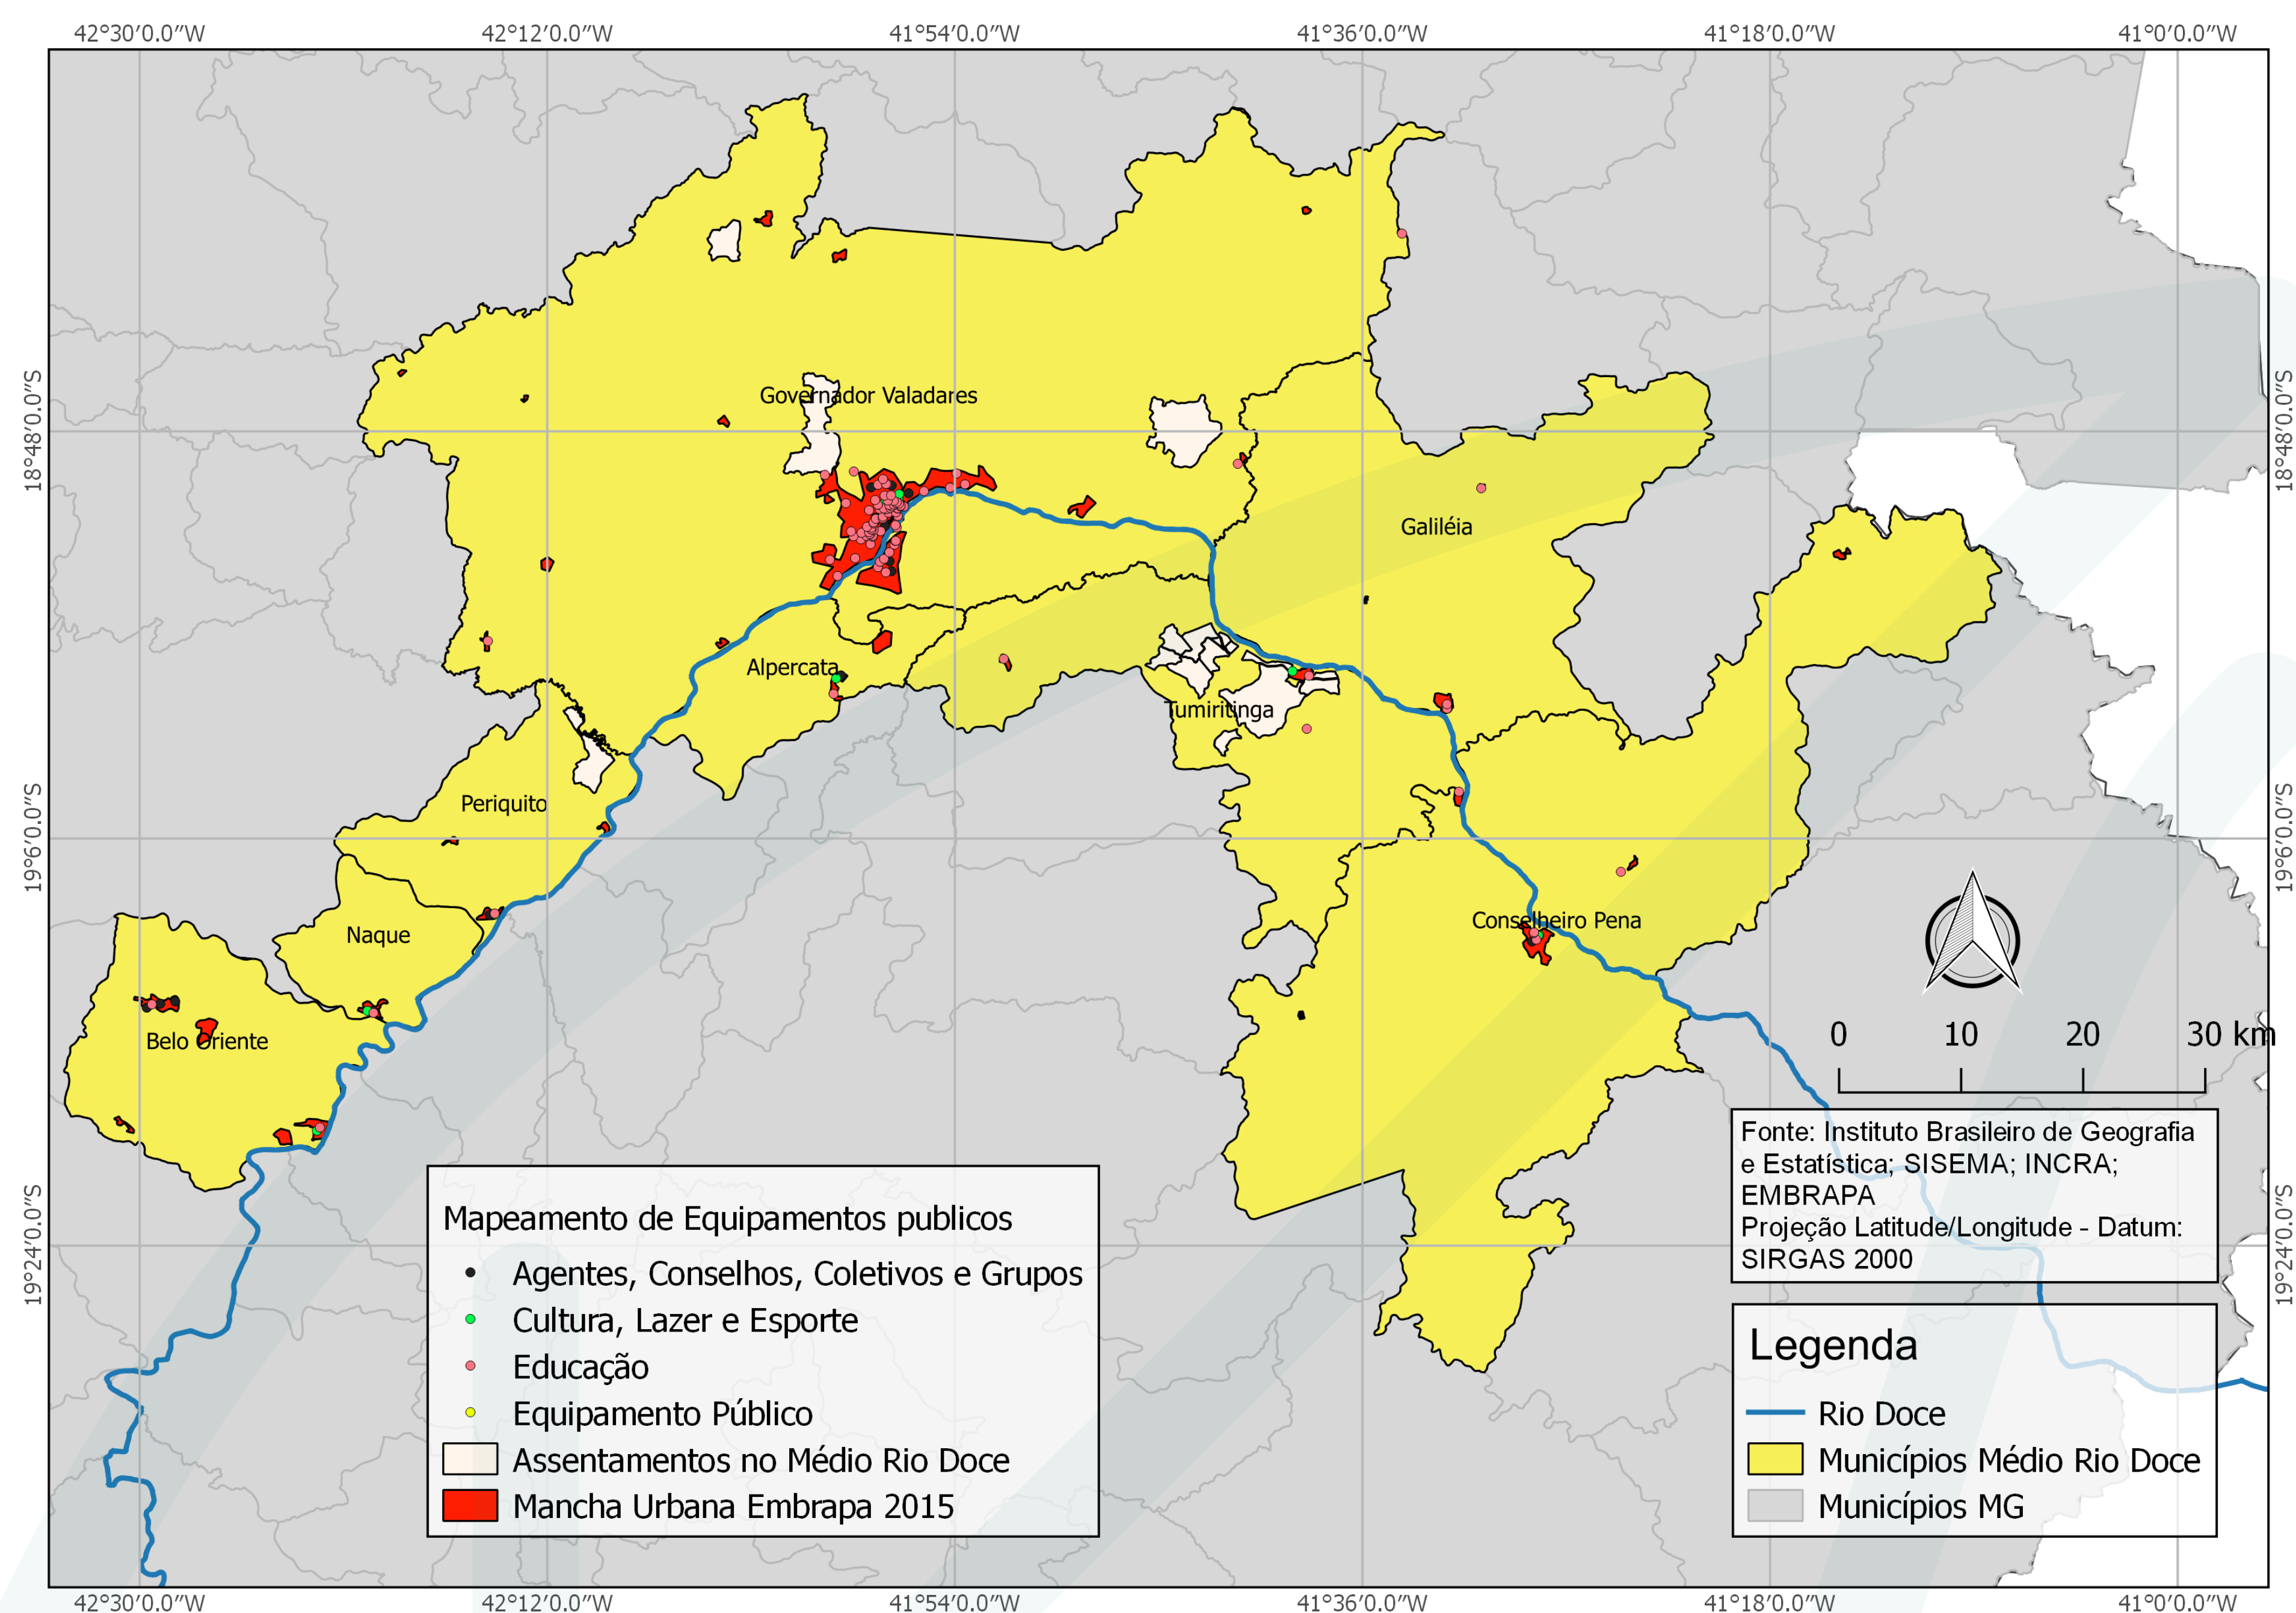 42°30′0.0″W 42°12′0.0″W 41°54′0.0″W 41°36′0.0″W 41°18′0.0″W 41°0′0.0″W
18°48′0.0″S
18°48′0.0″S
19°6′0.0″S
19°6′0.0″S
19°24′0.0″S
19°24′0.0″S
Governador Valadares
Galiléia
Alpercata
Tumiritinga
Periquito
Conselheiro Pena
Naque
Belo Oriente
0 10 20 30 km
Fonte: Instituto Brasileiro de Geografia
e Estatística; SISEMA; INCRA;
EMBRAPA
Projeção Latitude/Longitude - Datum:
SIRGAS 2000
Mapeamento de Equipamentos publicos
Agentes, Conselhos, Coletivos e Grupos
Cultura, Lazer e Esporte
Educação
Equipamento Público
Assentamentos no Médio Rio Doce
Mancha Urbana Embrapa 2015
Legenda
Rio Doce
Municípios Médio Rio Doce
Municípios MG
42°30′0.0″W 42°12′0.0″W 41°54′0.0″W 41°36′0.0″W 41°18′0.0″W 41°0′0.0″W